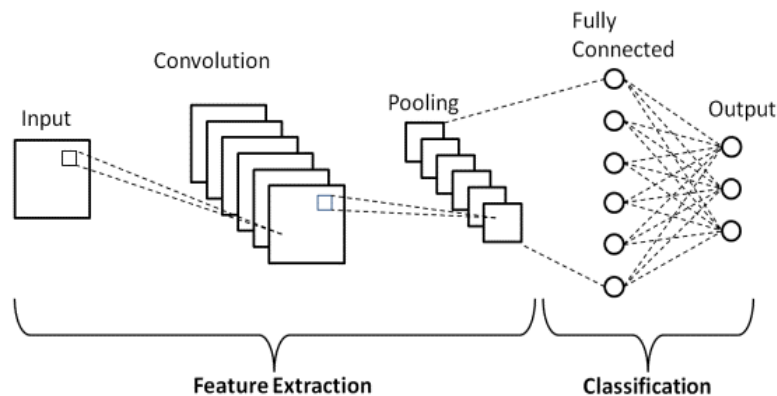 Input
Convolution
Pooling
Fully
Connected
Output
Feature Extraction
Classification